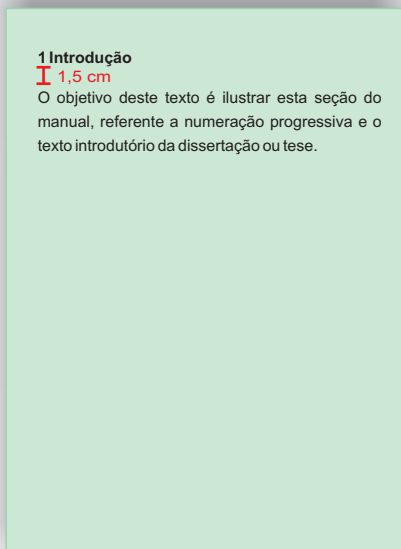 1 Introdução
1,5 cm
O objetivo deste texto é ilustrar esta seção do
manual, referente a numeração progressiva e o
texto introdutório da dissertação ou tese.